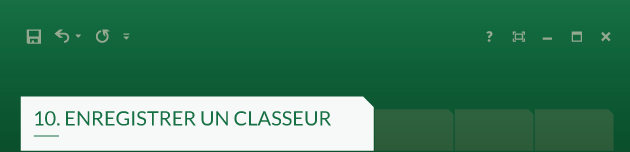 ?
10. ENREGISTRER UN CLASSEUR